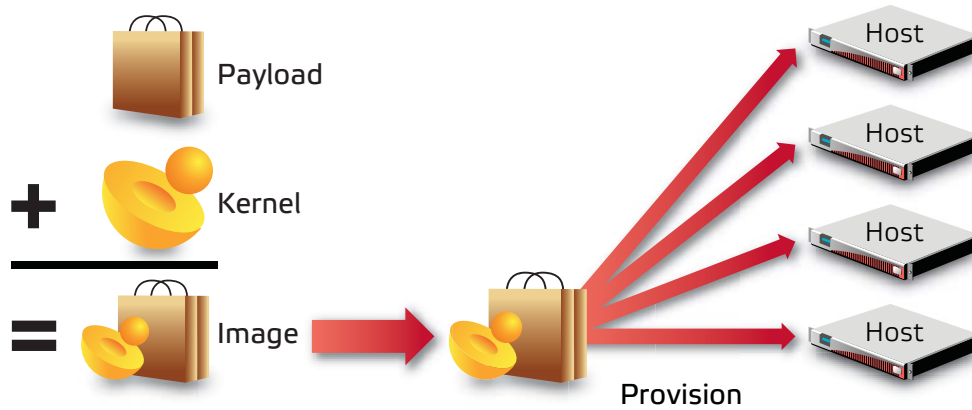 Payload
+
Kernel
=
Image
Provision
Host
Host
Host
Host